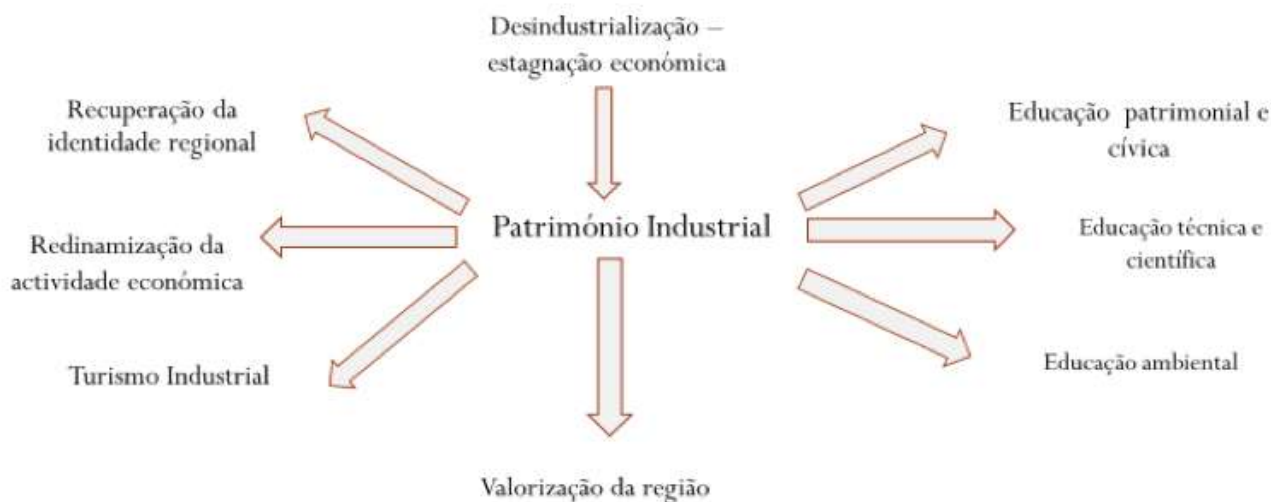 Desindustrialização –
estagnação económica
Recuperação da
identidade regional
Educação patrimonial e
cívica
Património Industrial
Redinamização da
actividade económica
Educação técnica e
científica
Turismo Industrial
Educação ambiental
Valorização da região